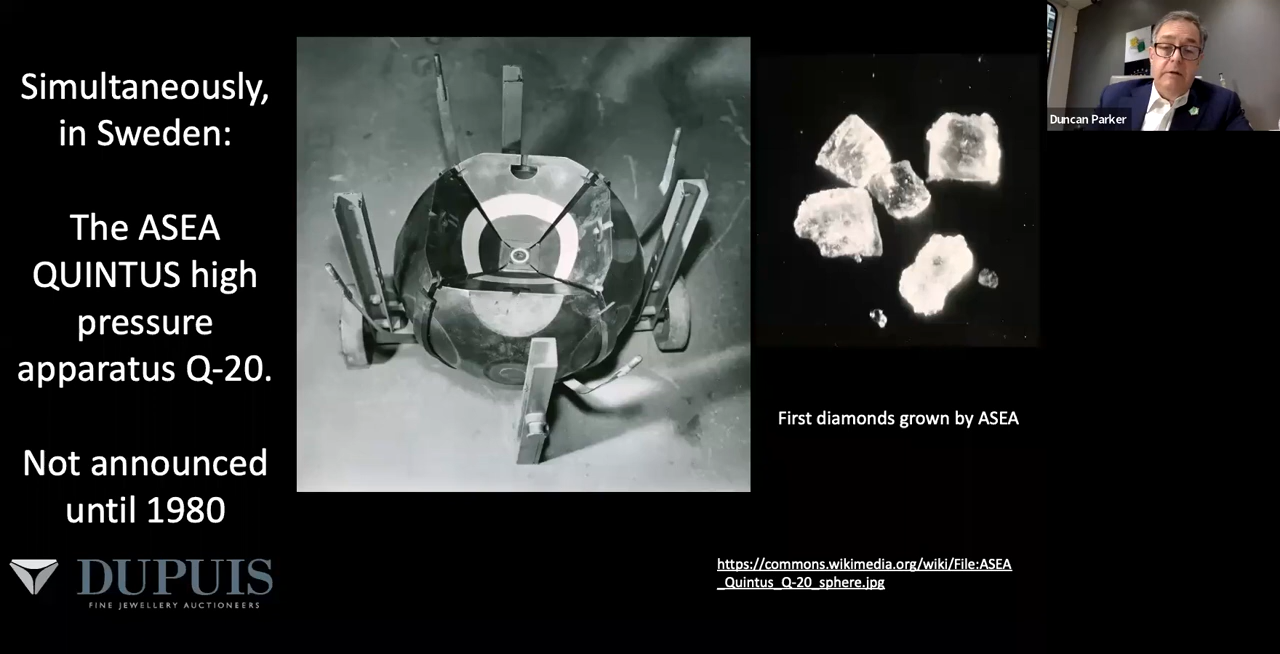 Simultaneously,
in Sweden:
The ASEA
QUINTUS high
pressure
apparatus Q-20.
Not announced
until 1980
DUPUIS
FINE JEWELLERY AUCTIONEERS
First diamonds grown by ASEA
https://commons.wikimedia.org/wiki/File:ASEA
_Quintus_Q-20_sphere.jpg
Duncan Parker